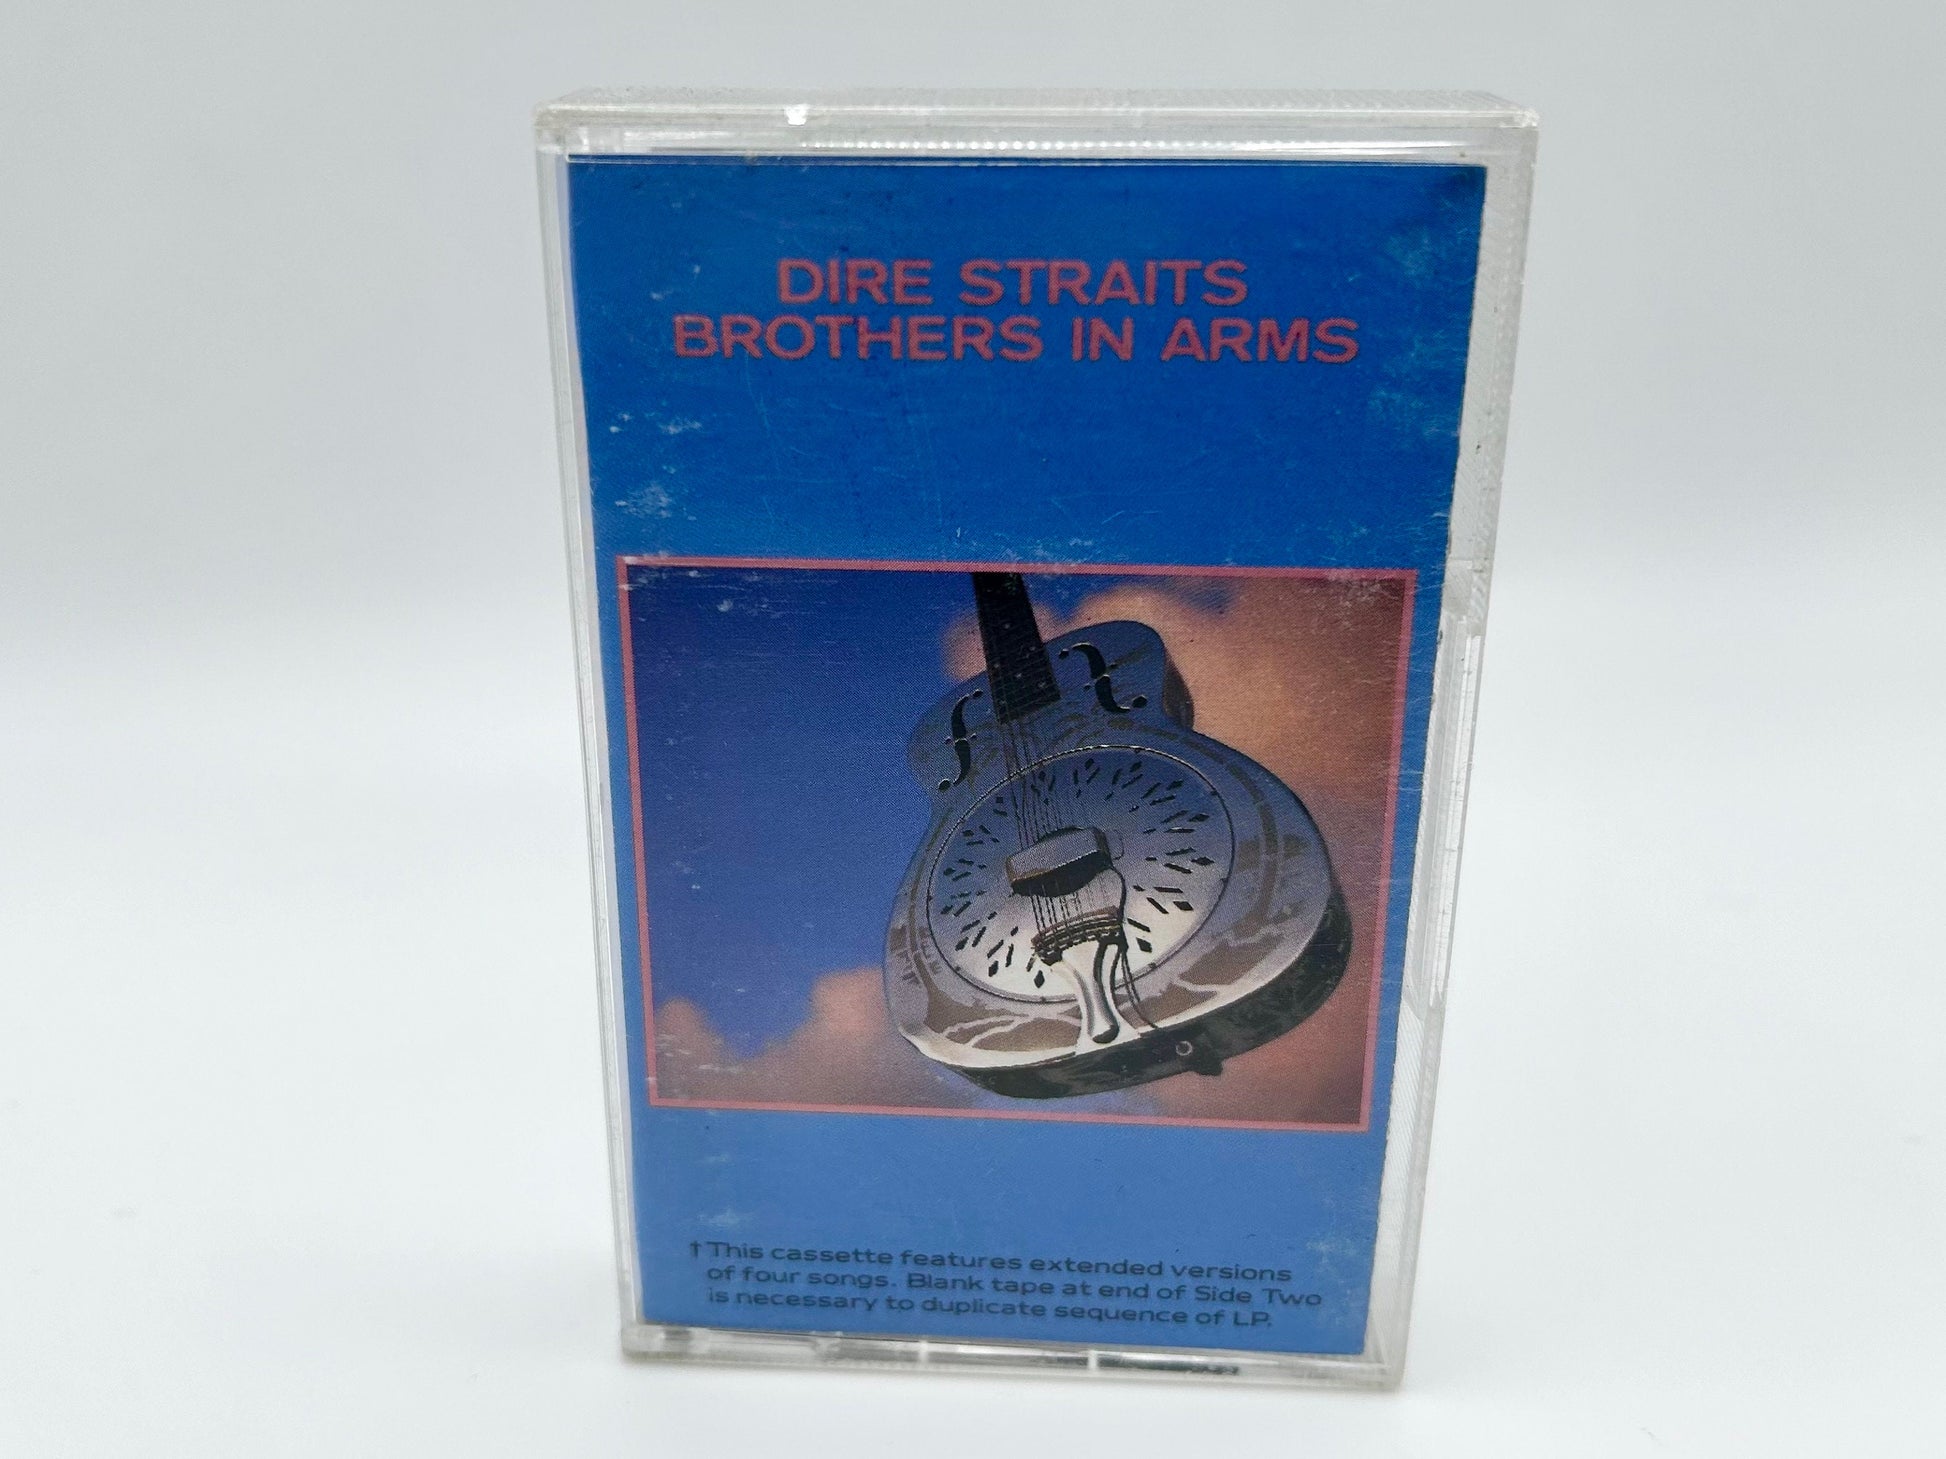 DIRE STRAITS
BROTHERS IN ARMS
† This cassette features extended versions
of four songs. Blank tape at end of Side Two
is necessary to duplicate sequence of LP.